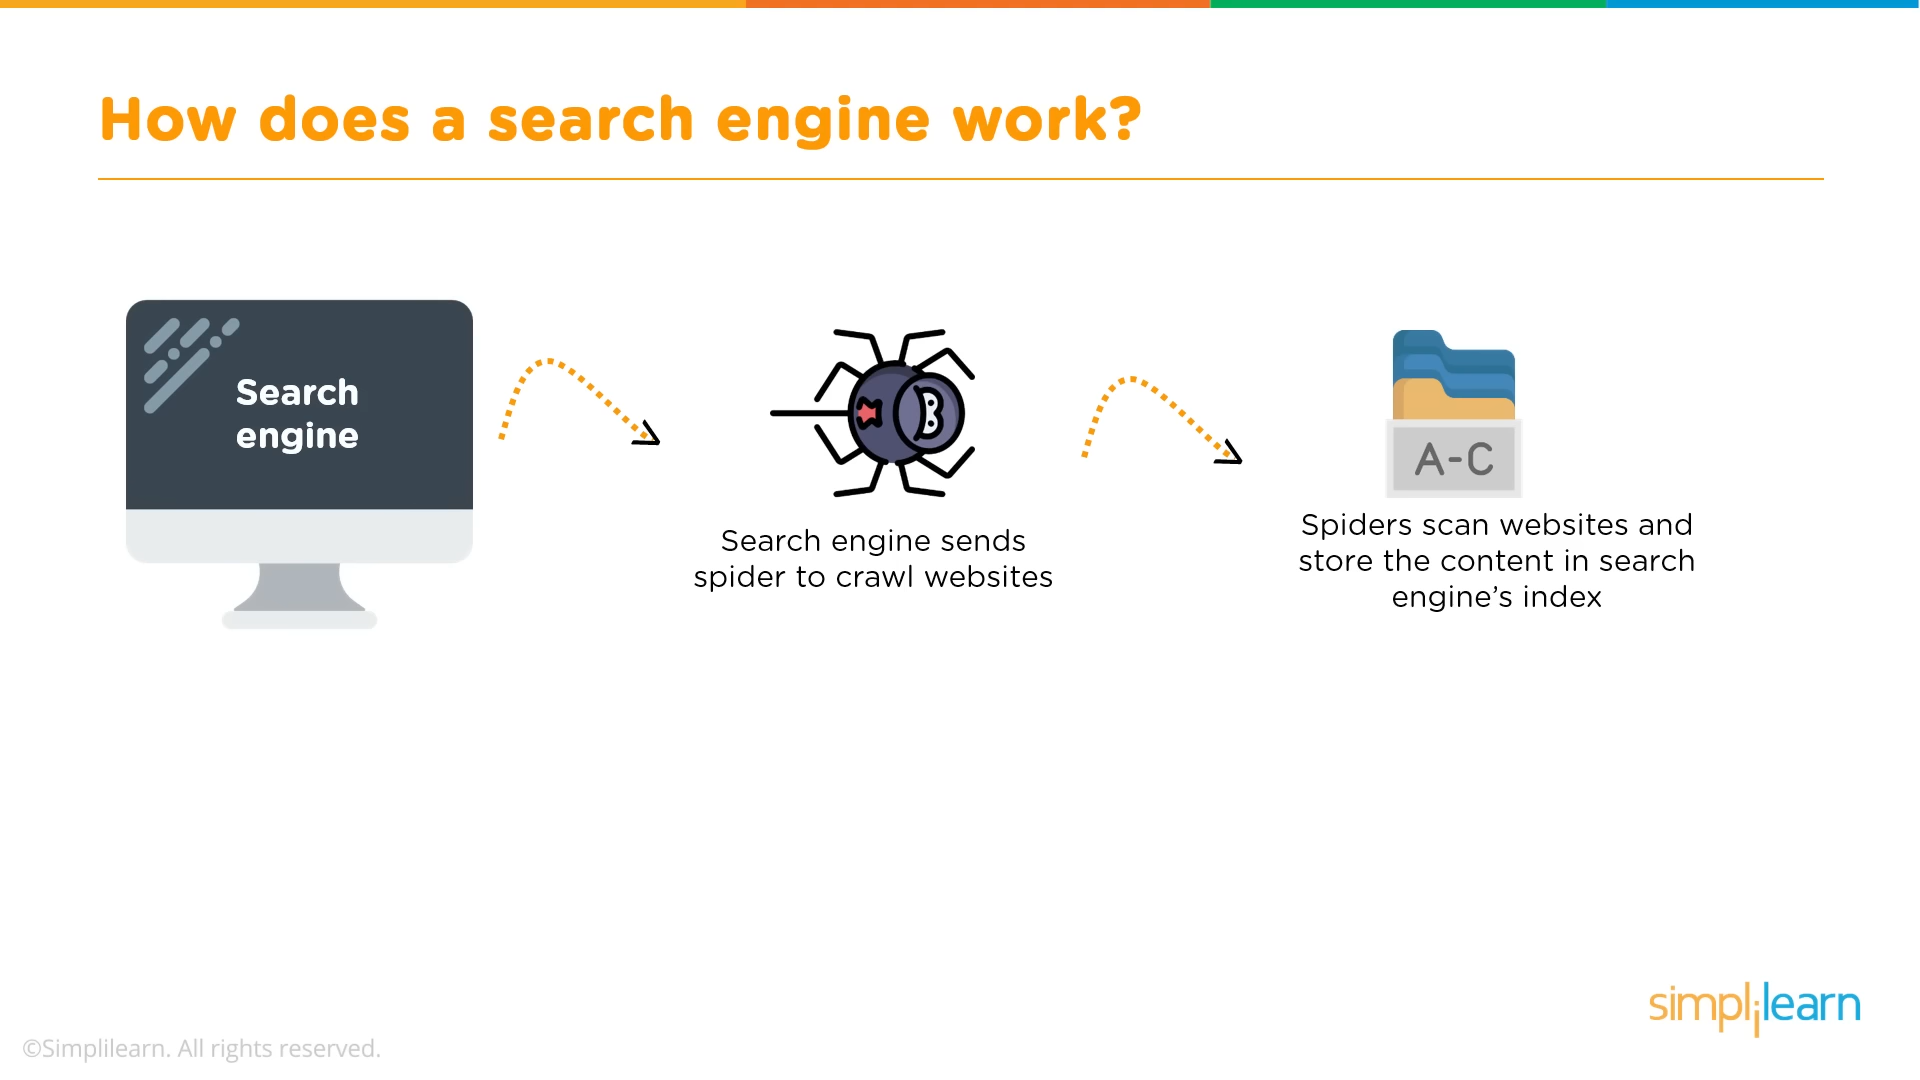 How does a search engine work?
Search
engine
Search engine sends
spider to crawl websites
A-C
Spiders scan websites and
store the content in search
engine’s index
simplilearn
©Simplilearn. All rights reserved.